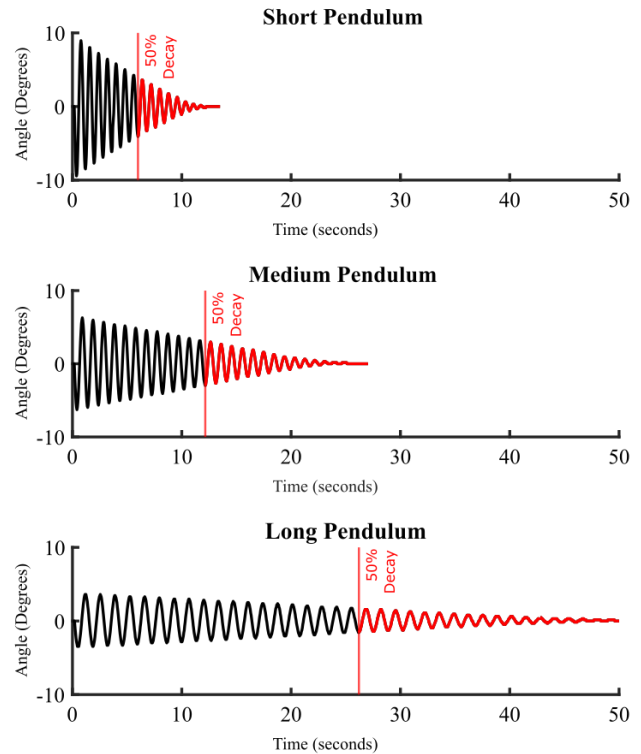 Short Pendulum
10
0
-10
Angle (Degrees)
50%
Decay
0 10 20 30 40 50
Time (seconds)
Medium Pendulum
10
0
-10
Angle (Degrees)
50%
Decay
0 10 20 30 40 50
Time (seconds)
Long Pendulum
10
0
-10
Angle (Degrees)
50%
Decay
0 10 20 30 40 50
Time (seconds)